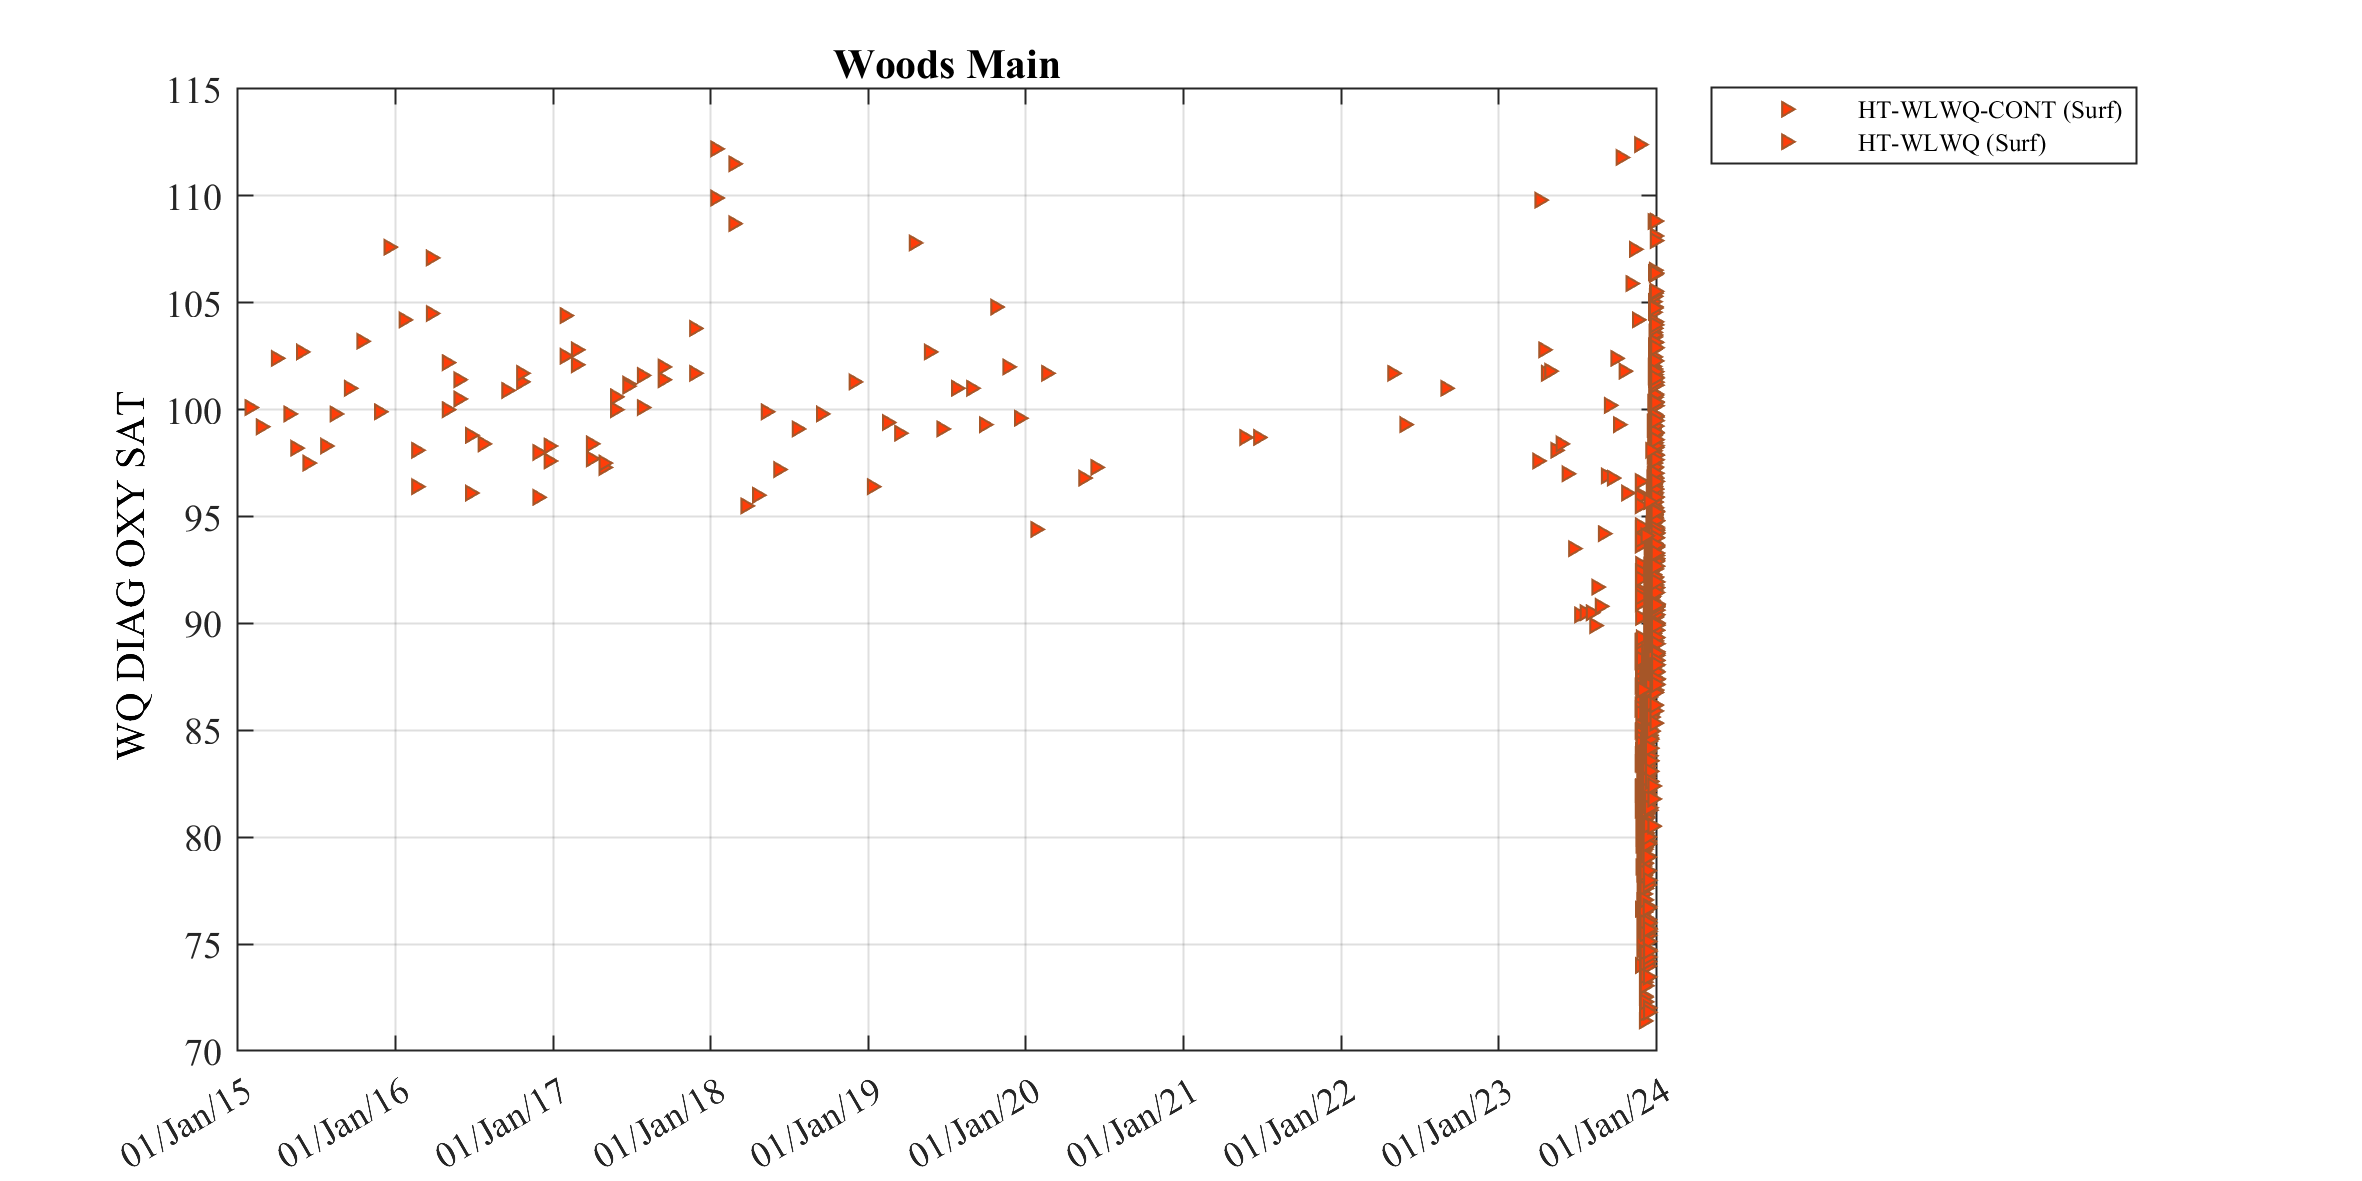 Woods Main
WQ DIAG OXY SAT
115
110
105
100
95
90
85
80
75
70
01/Jan/15
01/Jan/16
01/Jan/17
01/Jan/18
01/Jan/19
01/Jan/20
01/Jan/21
01/Jan/22
01/Jan/23
01/Jan/24
HT-WLWQ-CONT (Surf)
HT-WLWQ (Surf)